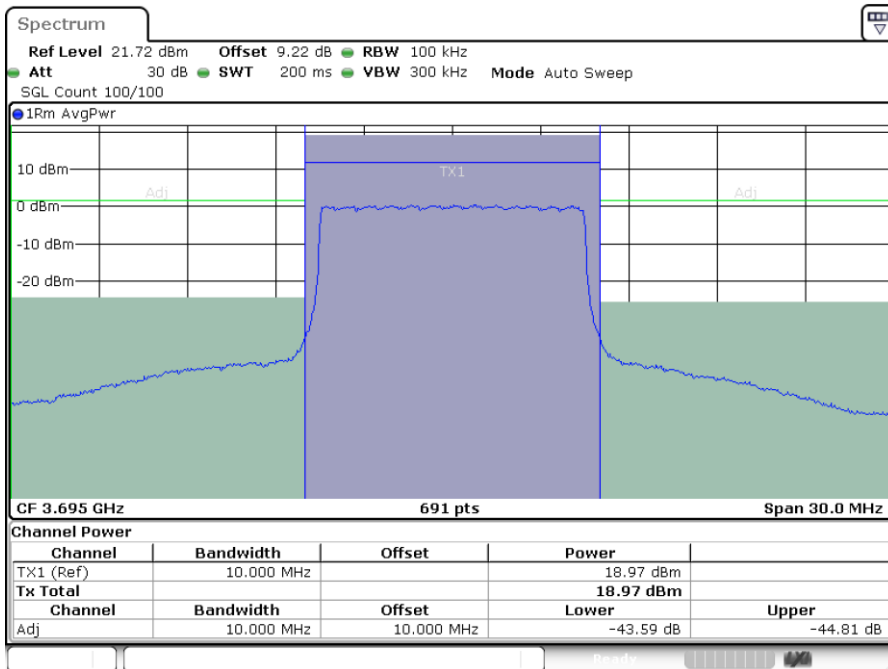 Spectrum
Ref Level 21.72 dBm Offset 9.22 dB RBW 100 kHz
Att 30 dB SWT 200 ms VBW 300 kHz Mode Auto Sweep
SGL Count 100/100
1Rm AvgPwr
10 dBm
TX1
Adj Adj
0 dBm
-10 dBm
-20 dBm
CF 3.695 GHz 691 pts Span 30.0 MHz
Channel Power
Channel Bandwidth Offset Power
TX1 (Ref) 10.000 MHz 18.97 dBm
Tx Total 18.97 dBm
Channel Bandwidth Offset Lower Upper
Adj 10.000 MHz 10.000 MHz -43.59 dB -44.81 dB
Ready